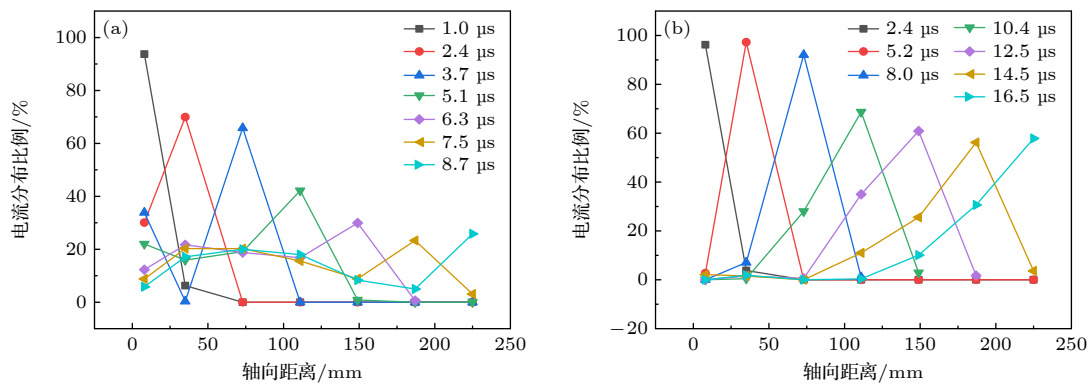 (a)
1.0 µs
2.4 µs
3.7 µs
5.1 µs
6.3 µs
7.5 µs
8.7 µs
100
80
60
40
20
0
电流分布比例/%
0 50 100 150 200 250
轴向距离/mm
(b)
2.4 µs 10.4 µs
5.2 µs 12.5 µs
8.0 µs 14.5 µs
16.5 µs
100
80
60
40
20
0
−20
电流分布比例/%
0 50 100 150 200 250
轴向距离/mm